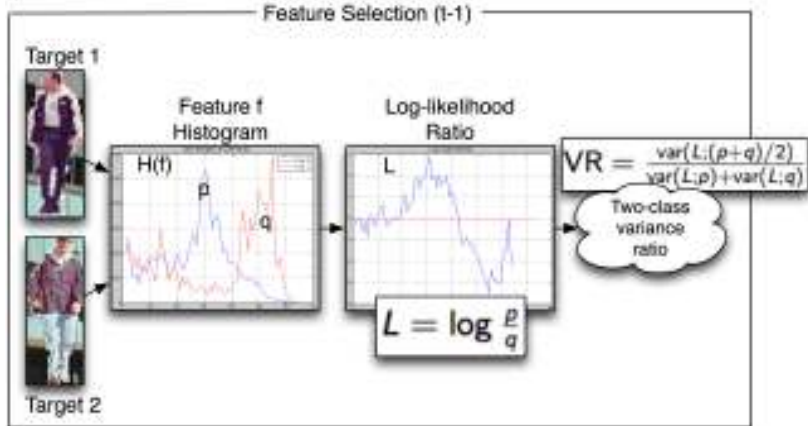 Feature Selection (t-1)
Target 1
Feature f
Histogram
Log-likelihood
Ratio
H(f)
p
q
L
VR = var(L;(p+q)/2) / var(L;p)+var(L;q)
Two-class
variance
ratio
L = log p/q
Target 2